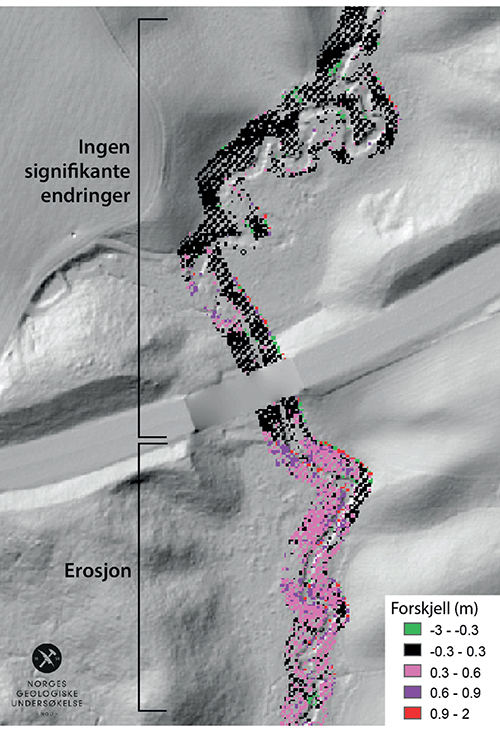 Ingen
signifikante
endringer
Erosjon
Forskjell (m)
-3 - -0.3
-0.3 - 0.3
0.3 - 0.6
0.6 - 0.9
0.9 - 2
NORGES
GEOLOGISKE
UNDERSØKELSE
NGU